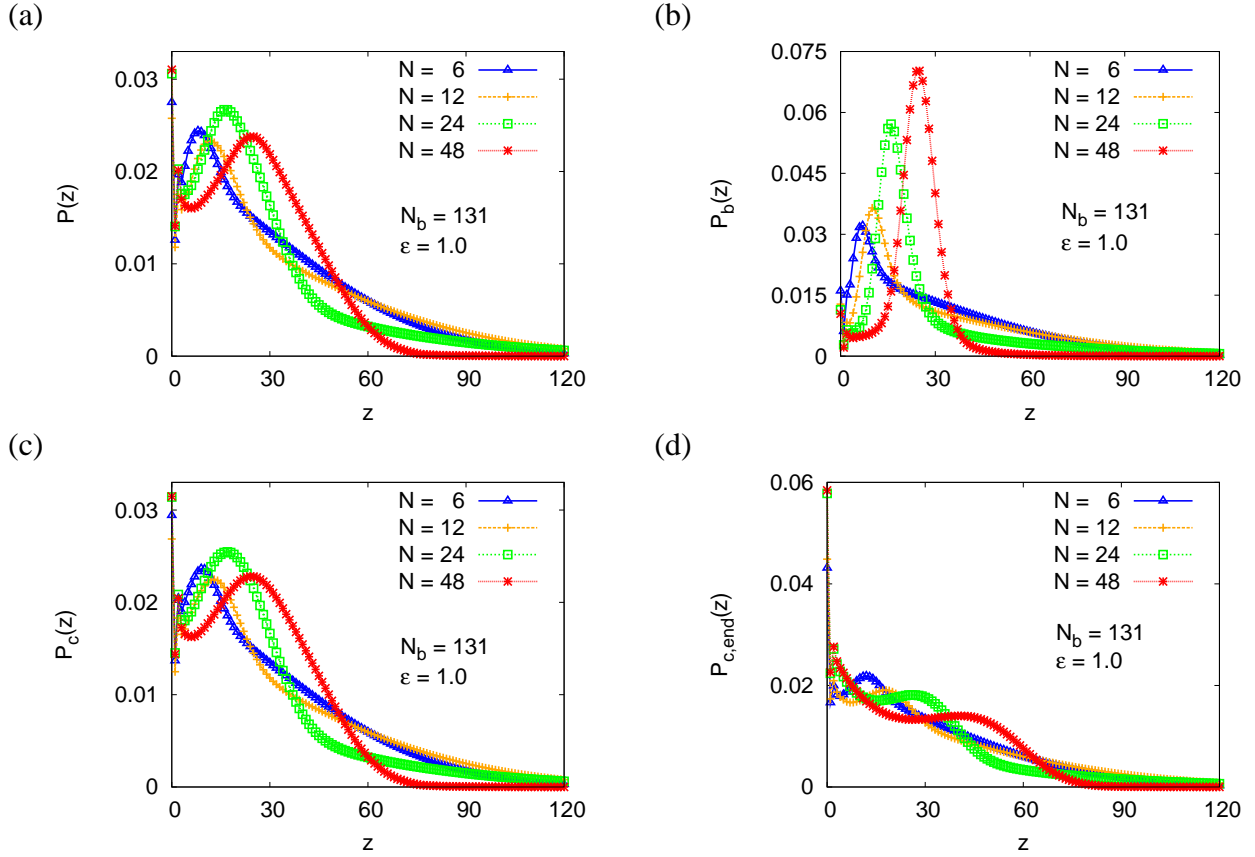 (a)
P(z)
0.03
0.02
0.01
0
0 30 60 90 120
z
N = 6
N = 12
N = 24
N = 48
N_b = 131
ε = 1.0
(b)
P_b(z)
0.075
0.06
0.045
0.03
0.015
0
0 30 60 90 120
z
N = 6
N = 12
N = 24
N = 48
N_b = 131
ε = 1.0
(c)
P_c(z)
0.03
0.02
0.01
0
0 30 60 90 120
z
N = 6
N = 12
N = 24
N = 48
N_b = 131
ε = 1.0
(d)
P_c,end(z)
0.06
0.04
0.02
0
0 30 60 90 120
z
N = 6
N = 12
N = 24
N = 48
N_b = 131
ε = 1.0